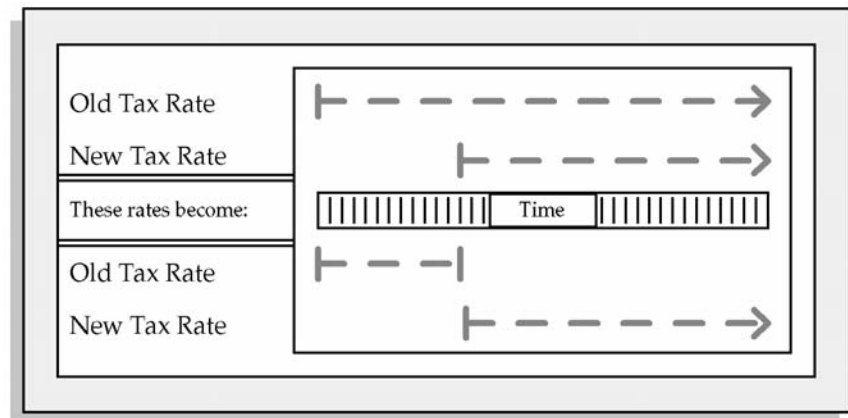 Old Tax Rate
New Tax Rate
These rates become:
Time
Old Tax Rate
New Tax Rate